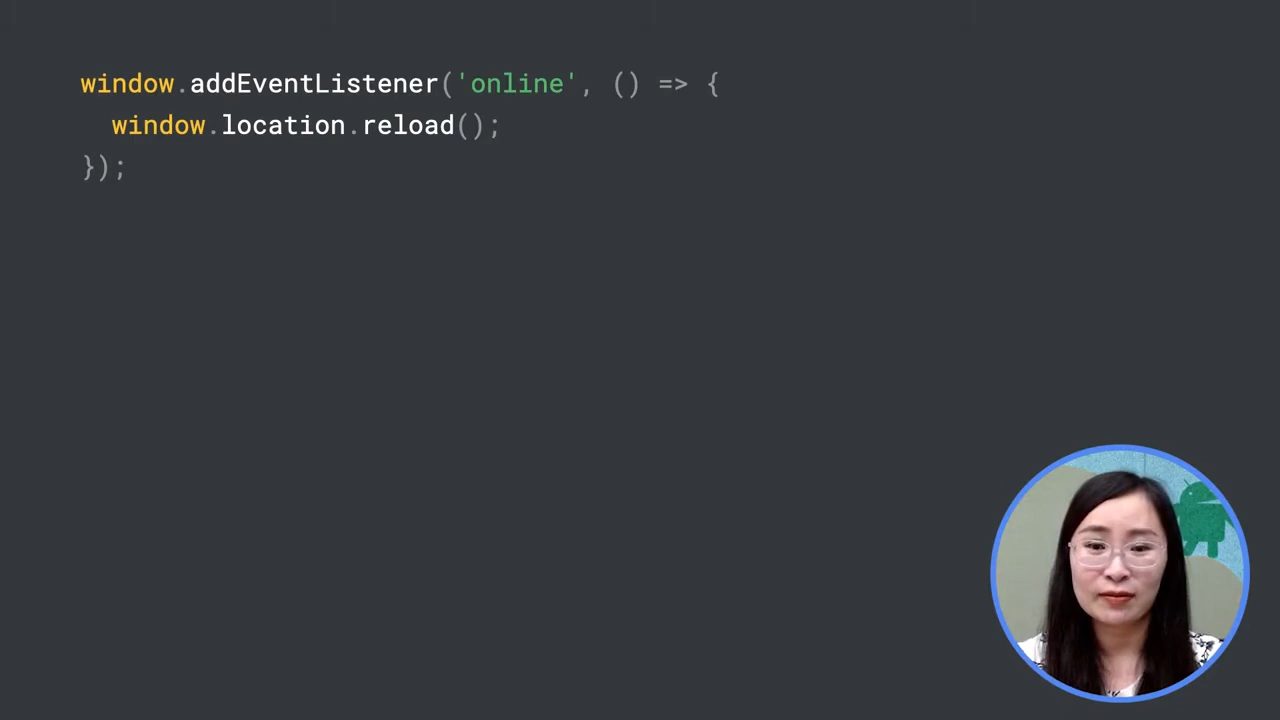 window.addEventListener('online', () => {
  window.location.reload();
});